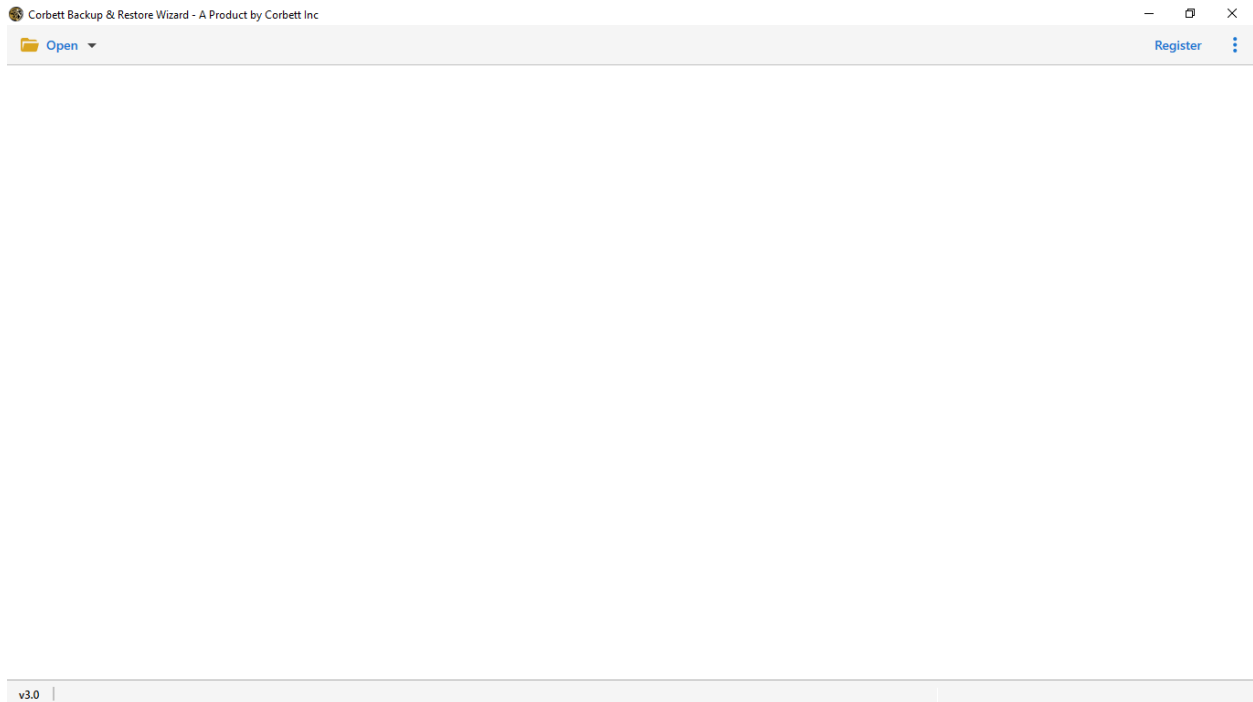 Corbett Backup & Restore Wizard - A Product by Corbett Inc
Open
Register
v3.0